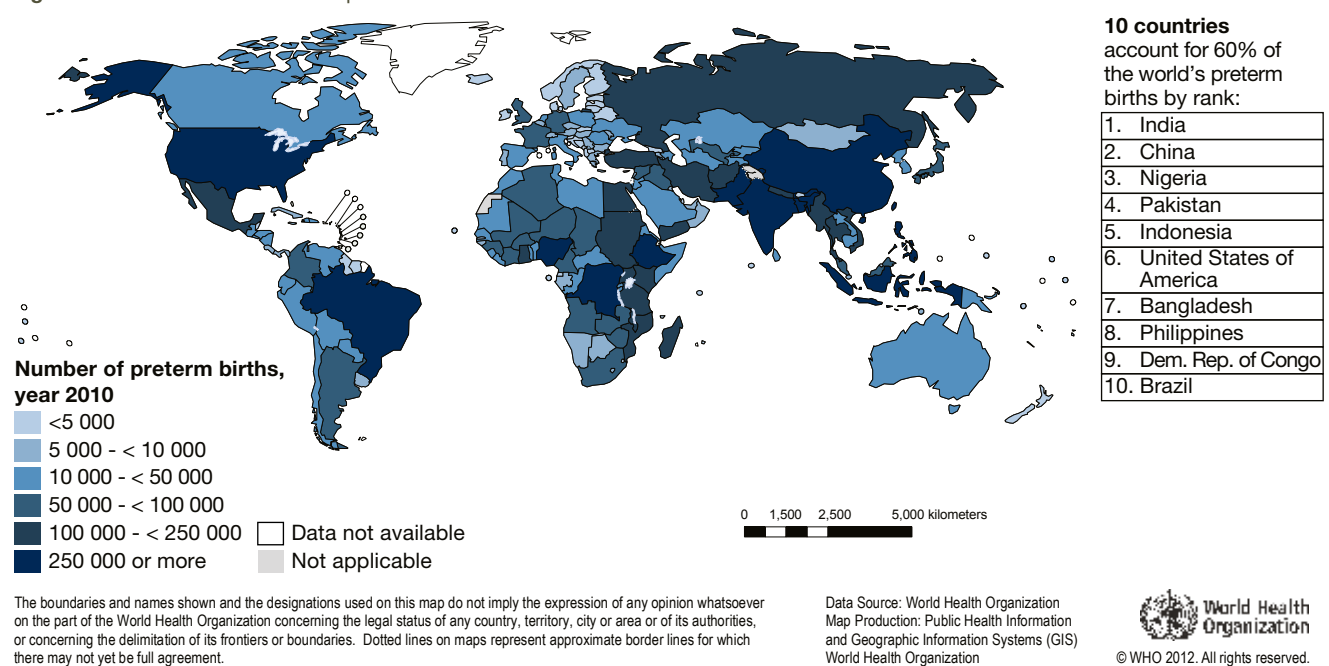 10 countries
account for 60% of
the world's preterm
births by rank:
1. India
2. China
3. Nigeria
4. Pakistan
5. Indonesia
6. United States of
America
7. Bangladesh
8. Philippines
9. Dem. Rep. of Congo
10. Brazil
Number of preterm births,
year 2010
<5 000
5 000 - < 10 000
10 000 - < 50 000
50 000 - < 100 000
100 000 - < 250 000
250 000 or more
Data not available
Not applicable
0 1,500 2,500 5,000 kilometers
The boundaries and names shown and the designations used on this map do not imply the expression of any opinion whatsoever
on the part of the World Health Organization concerning the legal status of any country, territory, city or area or of its authorities,
or concerning the delimitation of its frontiers or boundaries. Dotted lines on maps represent approximate border lines for which
there may not yet be full agreement.
Data Source: World Health Organization
Map Production: Public Health Information
and Geographic Information Systems (GIS)
World Health Organization
World Health
Organization
© WHO 2012. All rights reserved.